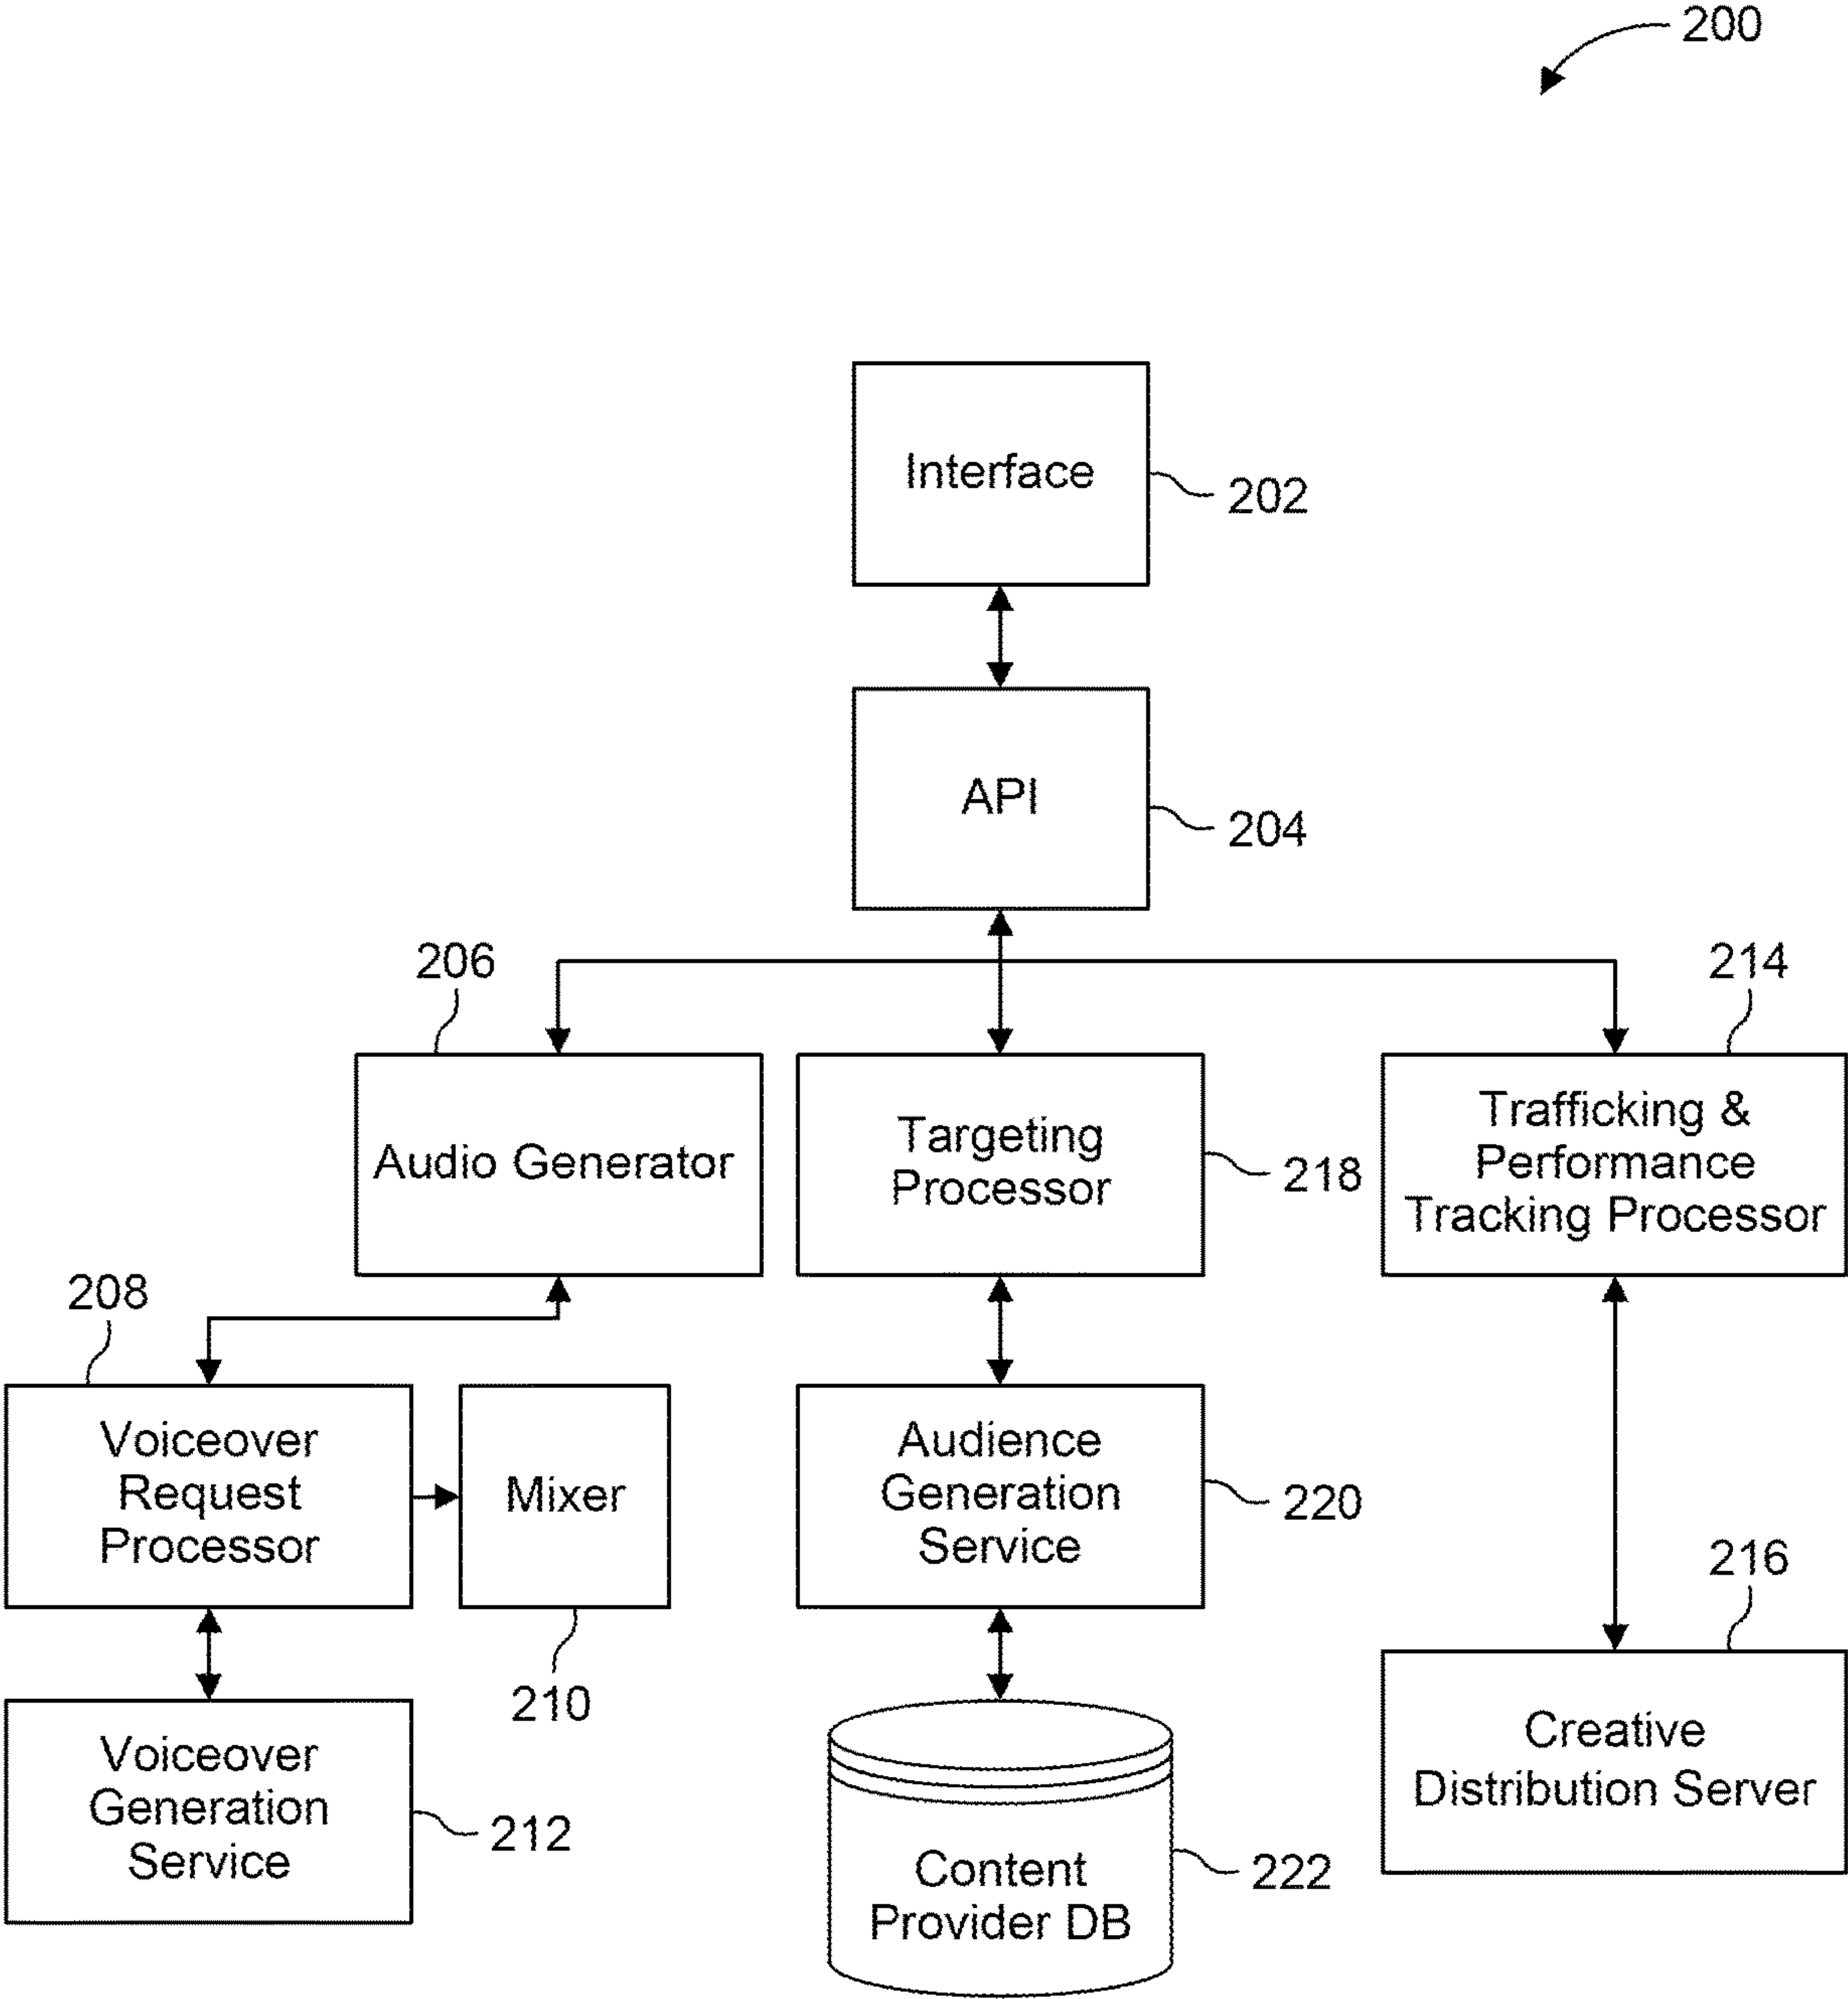 200
Interface
202
API
204
206
214
Audio Generator
Targeting
Processor
218
Trafficking &
Performance
Tracking Processor
208
Voiceover
Request
Processor
Mixer
210
Audience
Generation
Service
220
216
Voiceover
Generation
Service
212
Content
Provider DB
222
Creative
Distribution Server